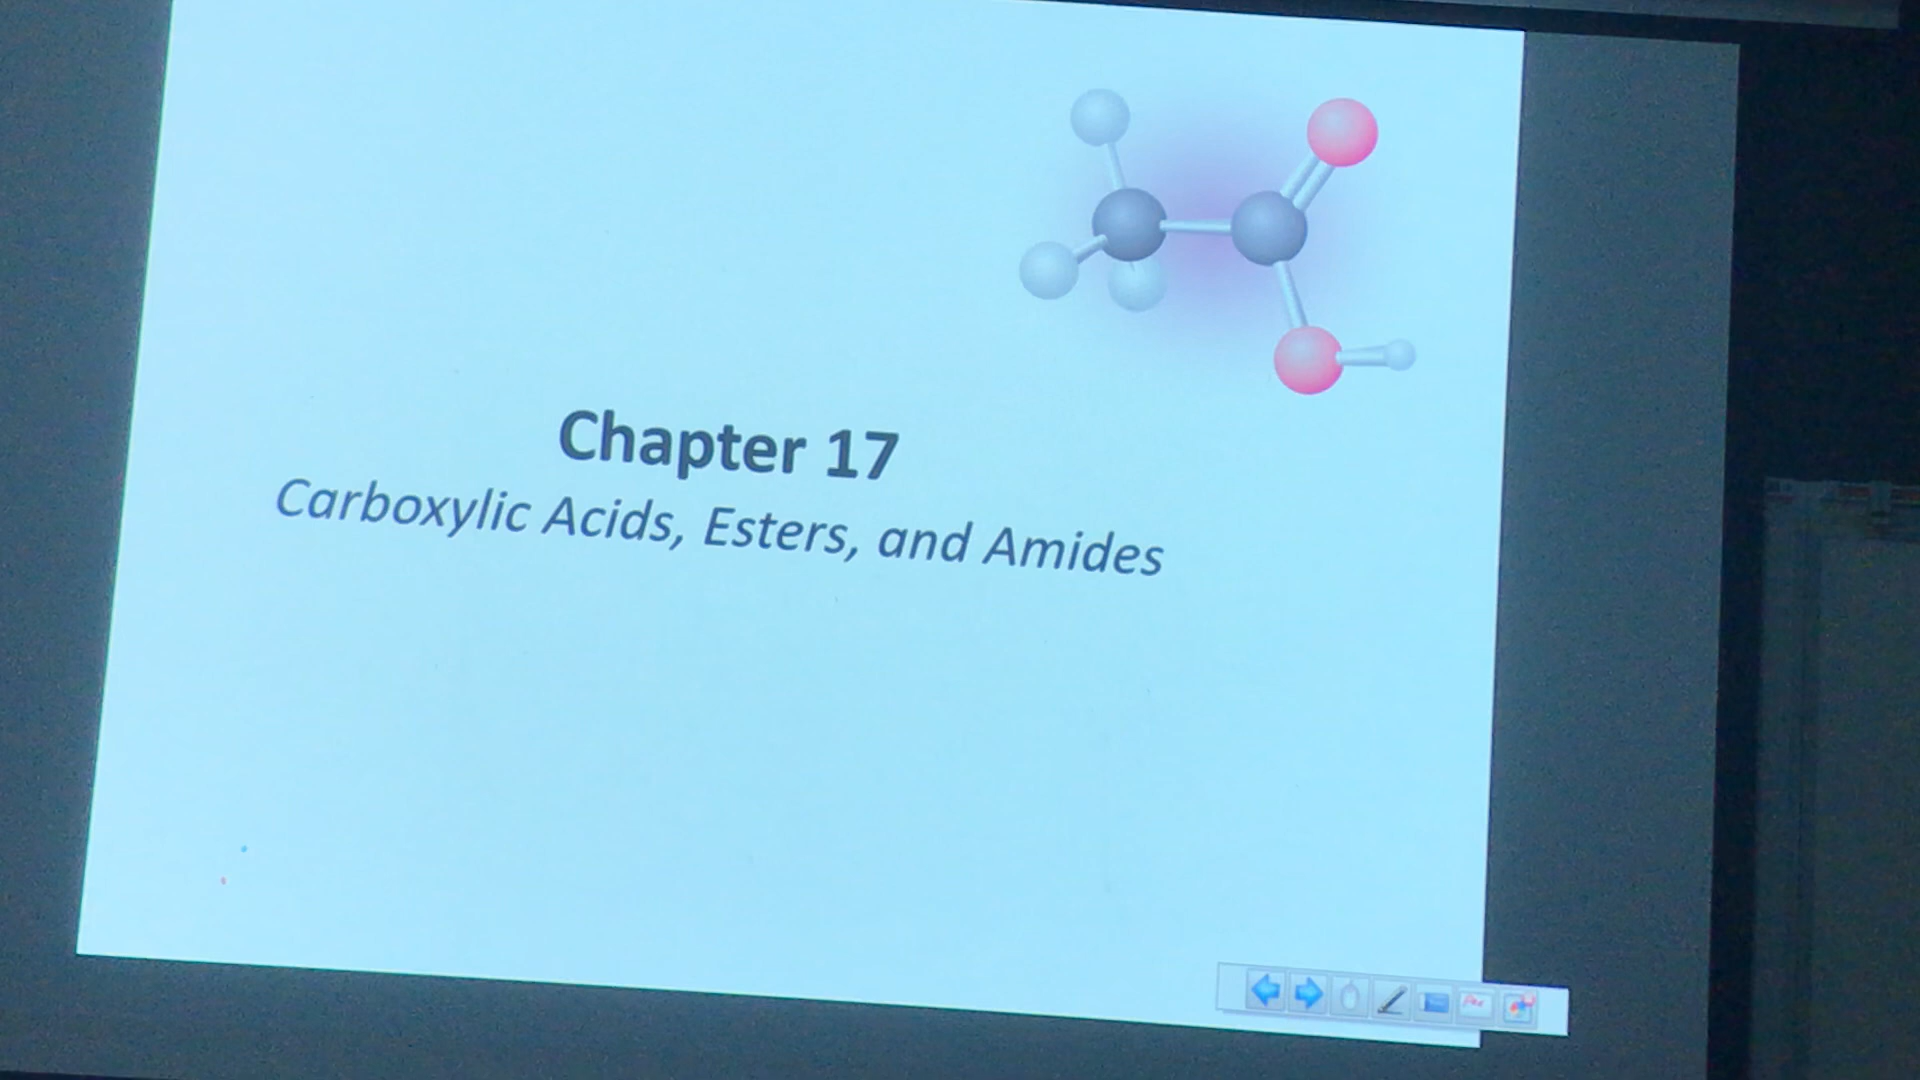 Chapter 17
Carboxylic Acids, Esters, and Amides